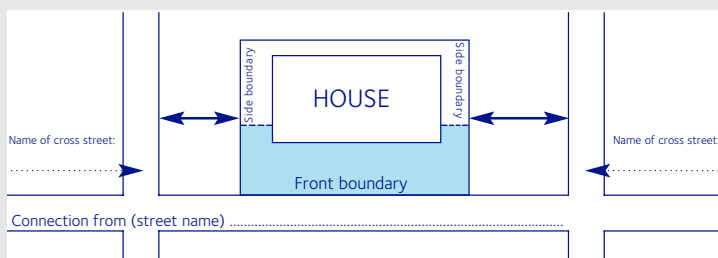 Side boundary
Side boundary
HOUSE
Name of cross street:
Name of cross street:
Front boundary
Connection from (street name) ....................................................................................................................